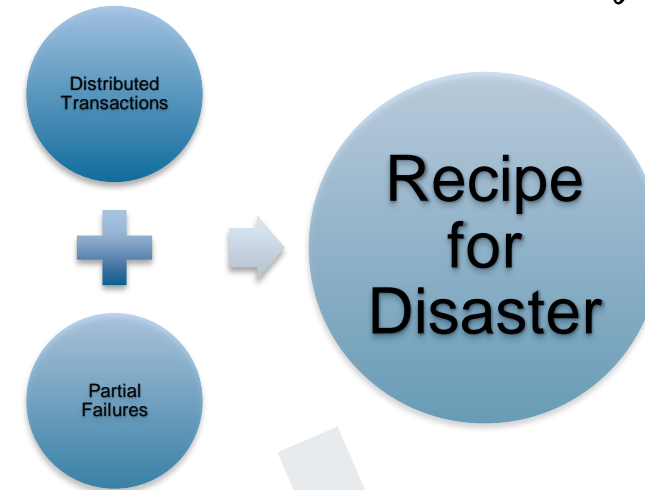 Distributed
Transactions
Partial
Failures
Recipe
for
Disaster